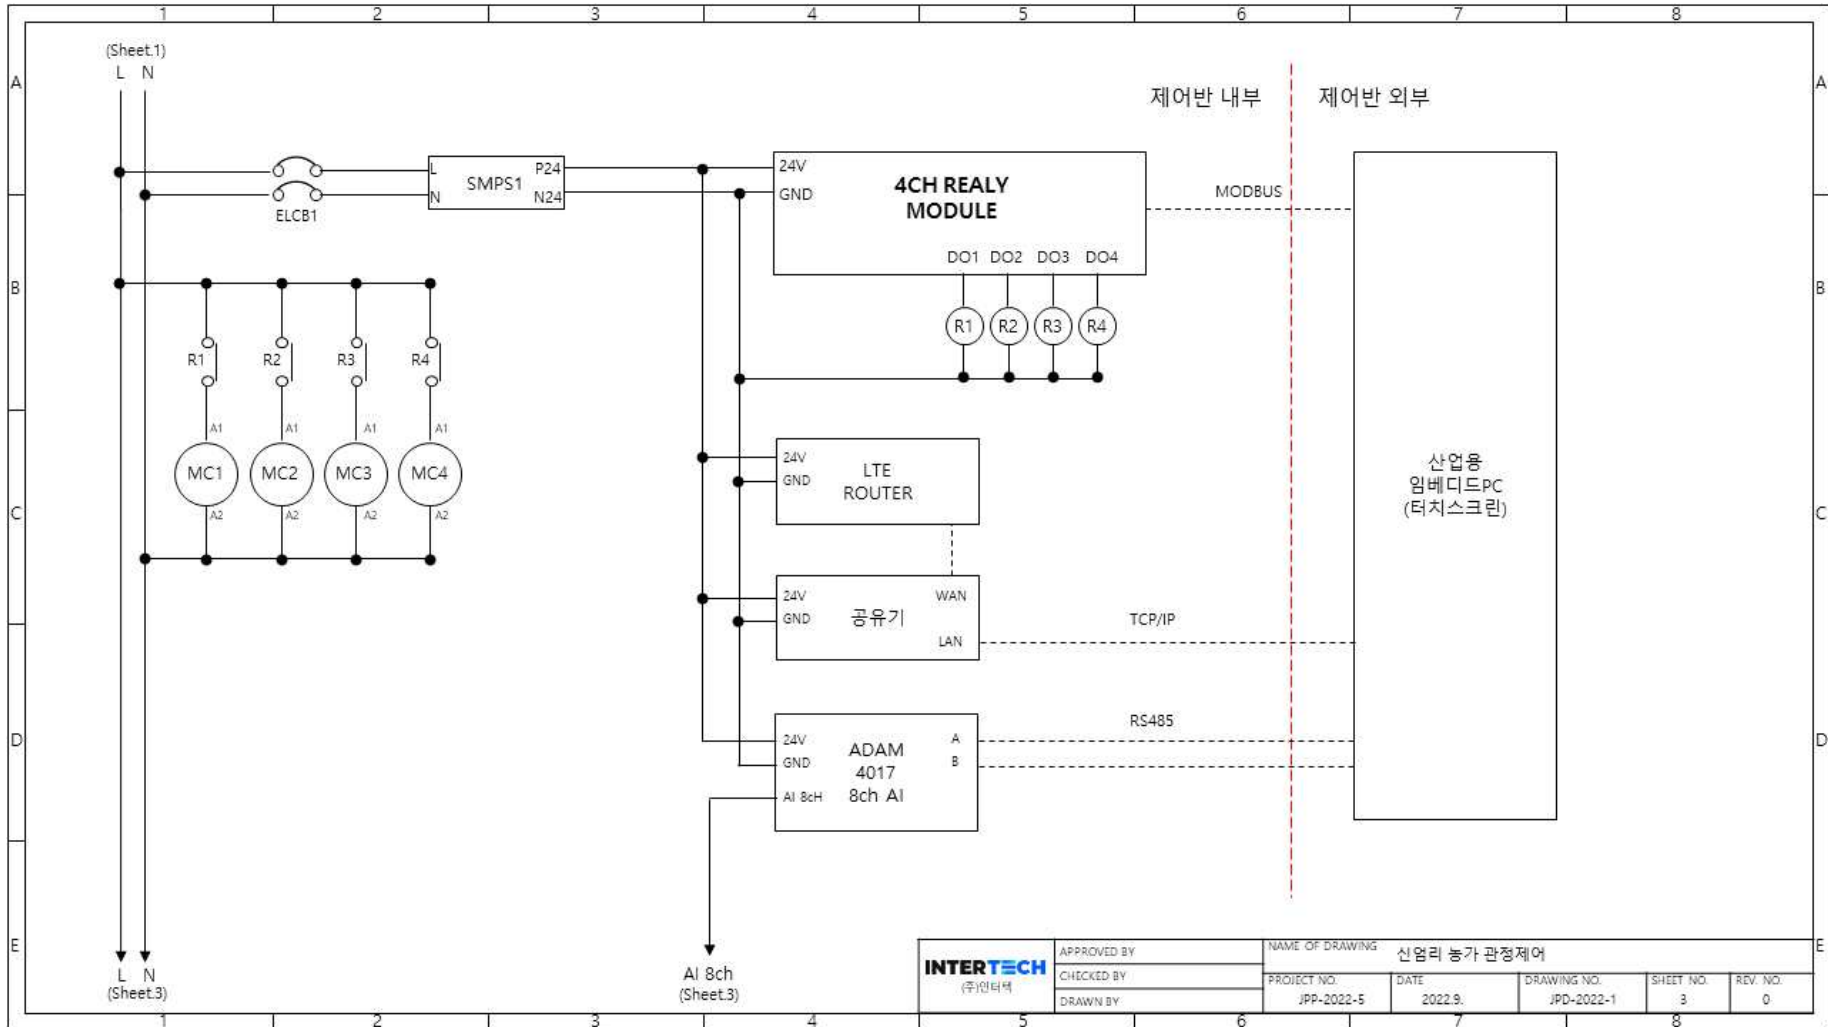 1 2 3 4 5 6 7 8
(Sheet.1)
L N
A
A
제어반 내부
제어반 외부
L
N
SMPS1
P24
N24
ELCB1
24V
GND
4CH REALY
MODULE
MODBUS
DO1 DO2 DO3 DO4
B
B
R1 R2 R3 R4
R1 R2 R3 R4
A1 A1 A1 A1
MC1 MC2 MC3 MC4
A2 A2 A2 A2
24V
GND
LTE
ROUTER
산업용
임베디드PC
(터치스크린)
C
C
24V
GND
공유기
WAN
LAN
TCP/IP
D
D
24V
GND
AI 8cH
ADAM
4017
8ch AI
A
B
RS485
E
E
L N
(Sheet.3)
AI 8ch
(Sheet.3)
INTERTECH
(주)인터텍
APPROVED BY
CHECKED BY
DRAWN BY
NAME OF DRAWING
신엄리 농가 관정제어
PROJECT NO.
JPP-2022-5
DATE
2022.9.
DRAWING NO.
JPD-2022-1
SHEET NO.
3
REV. NO.
0
1 2 3 4 5 6 7 8